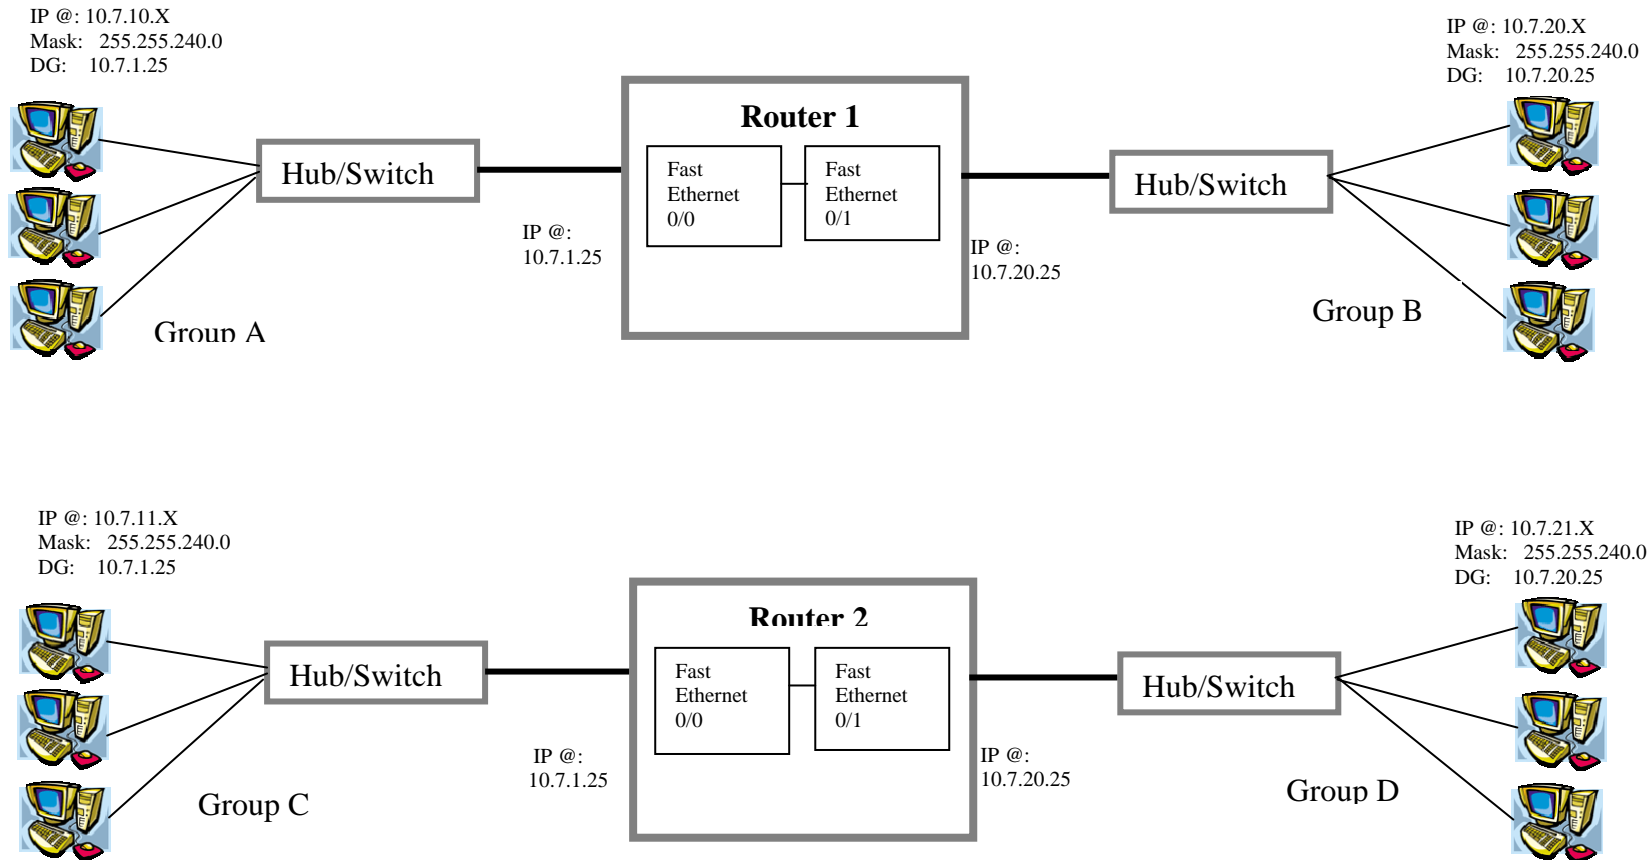 IP @: 10.7.10.X
Mask: 255.255.240.0
DG: 10.7.1.25
IP @: 10.7.20.X
Mask: 255.255.240.0
DG: 10.7.20.25
Router 1
Hub/Switch
Fast
Ethernet
0/0
Fast
Ethernet
0/1
Hub/Switch
IP @:
10.7.1.25
IP @:
10.7.20.25
Group A
Group B
IP @: 10.7.11.X
Mask: 255.255.240.0
DG: 10.7.1.25
IP @: 10.7.21.X
Mask: 255.255.240.0
DG: 10.7.20.25
Router 2
Hub/Switch
Fast
Ethernet
0/0
Fast
Ethernet
0/1
Hub/Switch
IP @:
10.7.1.25
IP @:
10.7.20.25
Group C
Group D